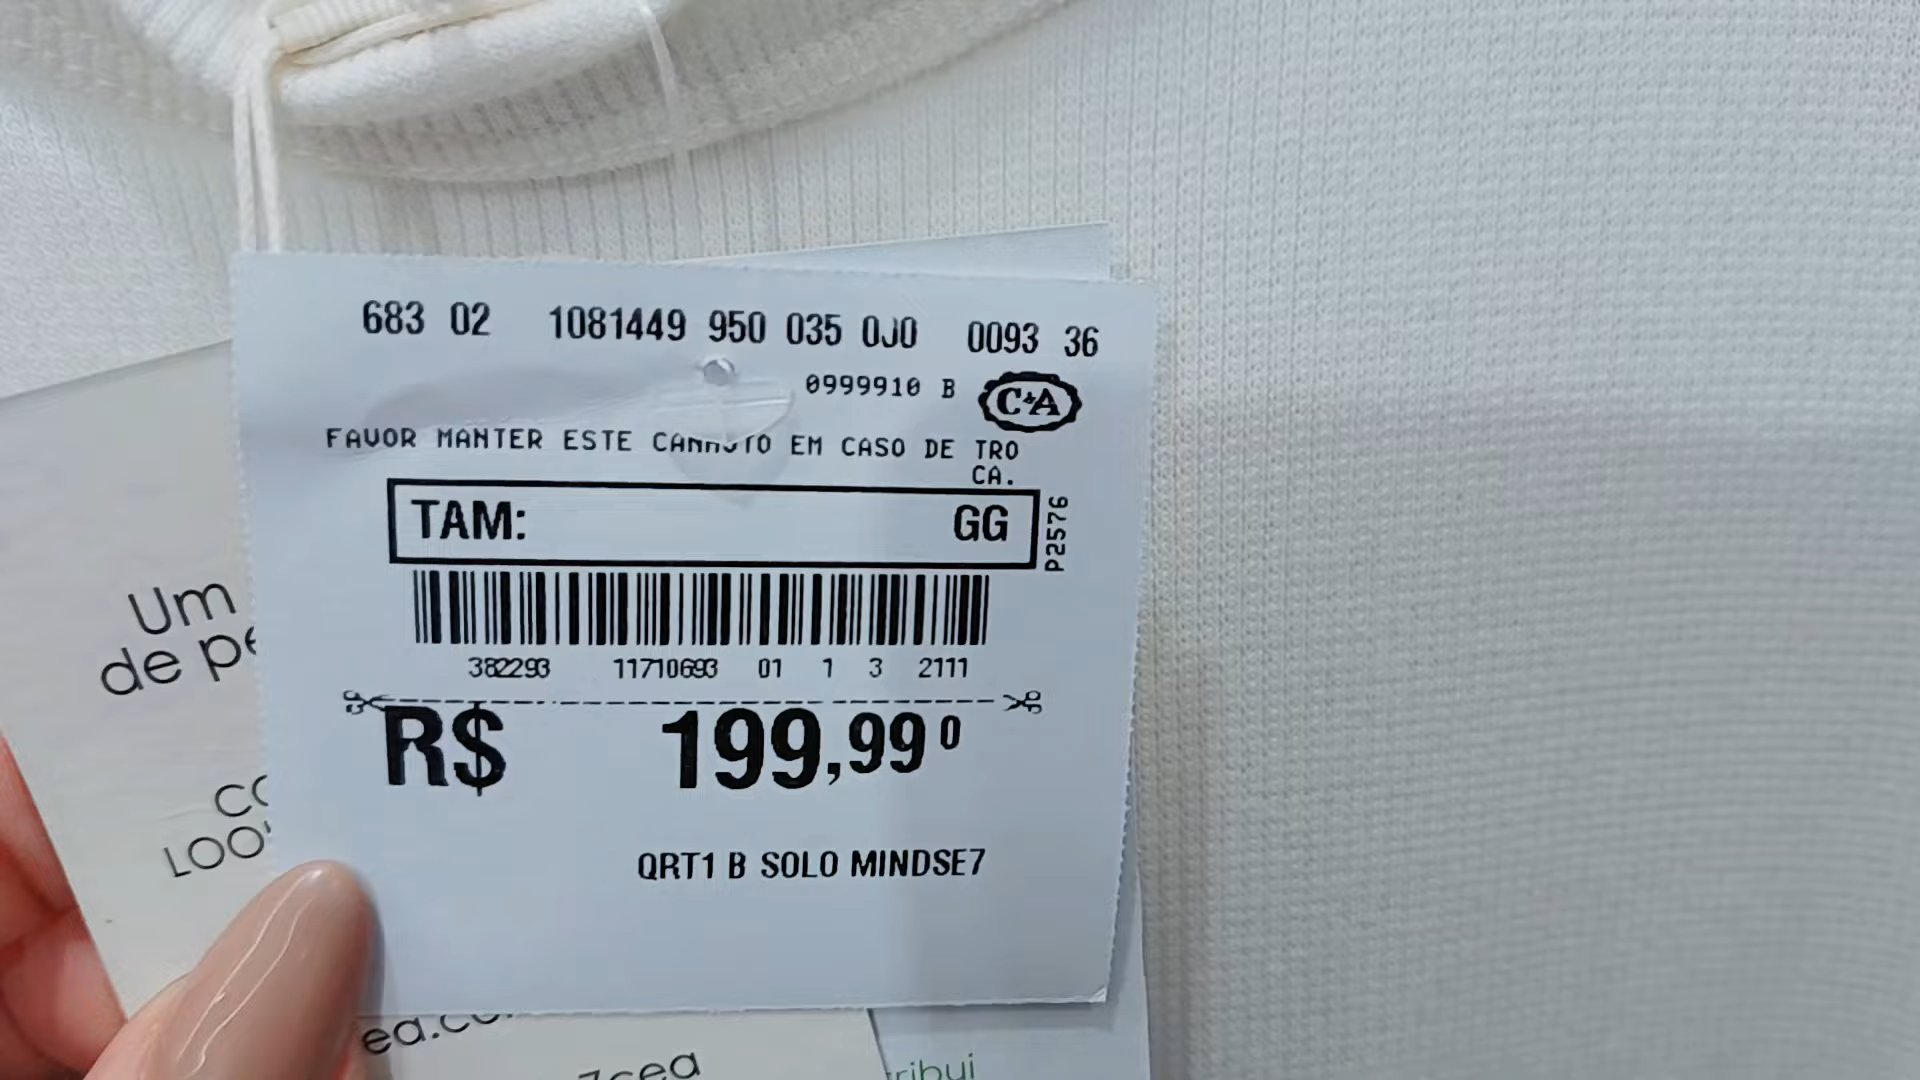 683 02 1081449 950 035 0J0 0093 36
0999910 B C&A
FAVOR MANTER ESTE CANHOTO EM CASO DE TRO
CA.
TAM: GG
P2576
382293 11710693 01 1 3 2111
R$ 199,99 0
QRT1 B SOLO MINDSE7
Um
de pe
CO
LOO
ea.co
7cea
ribui